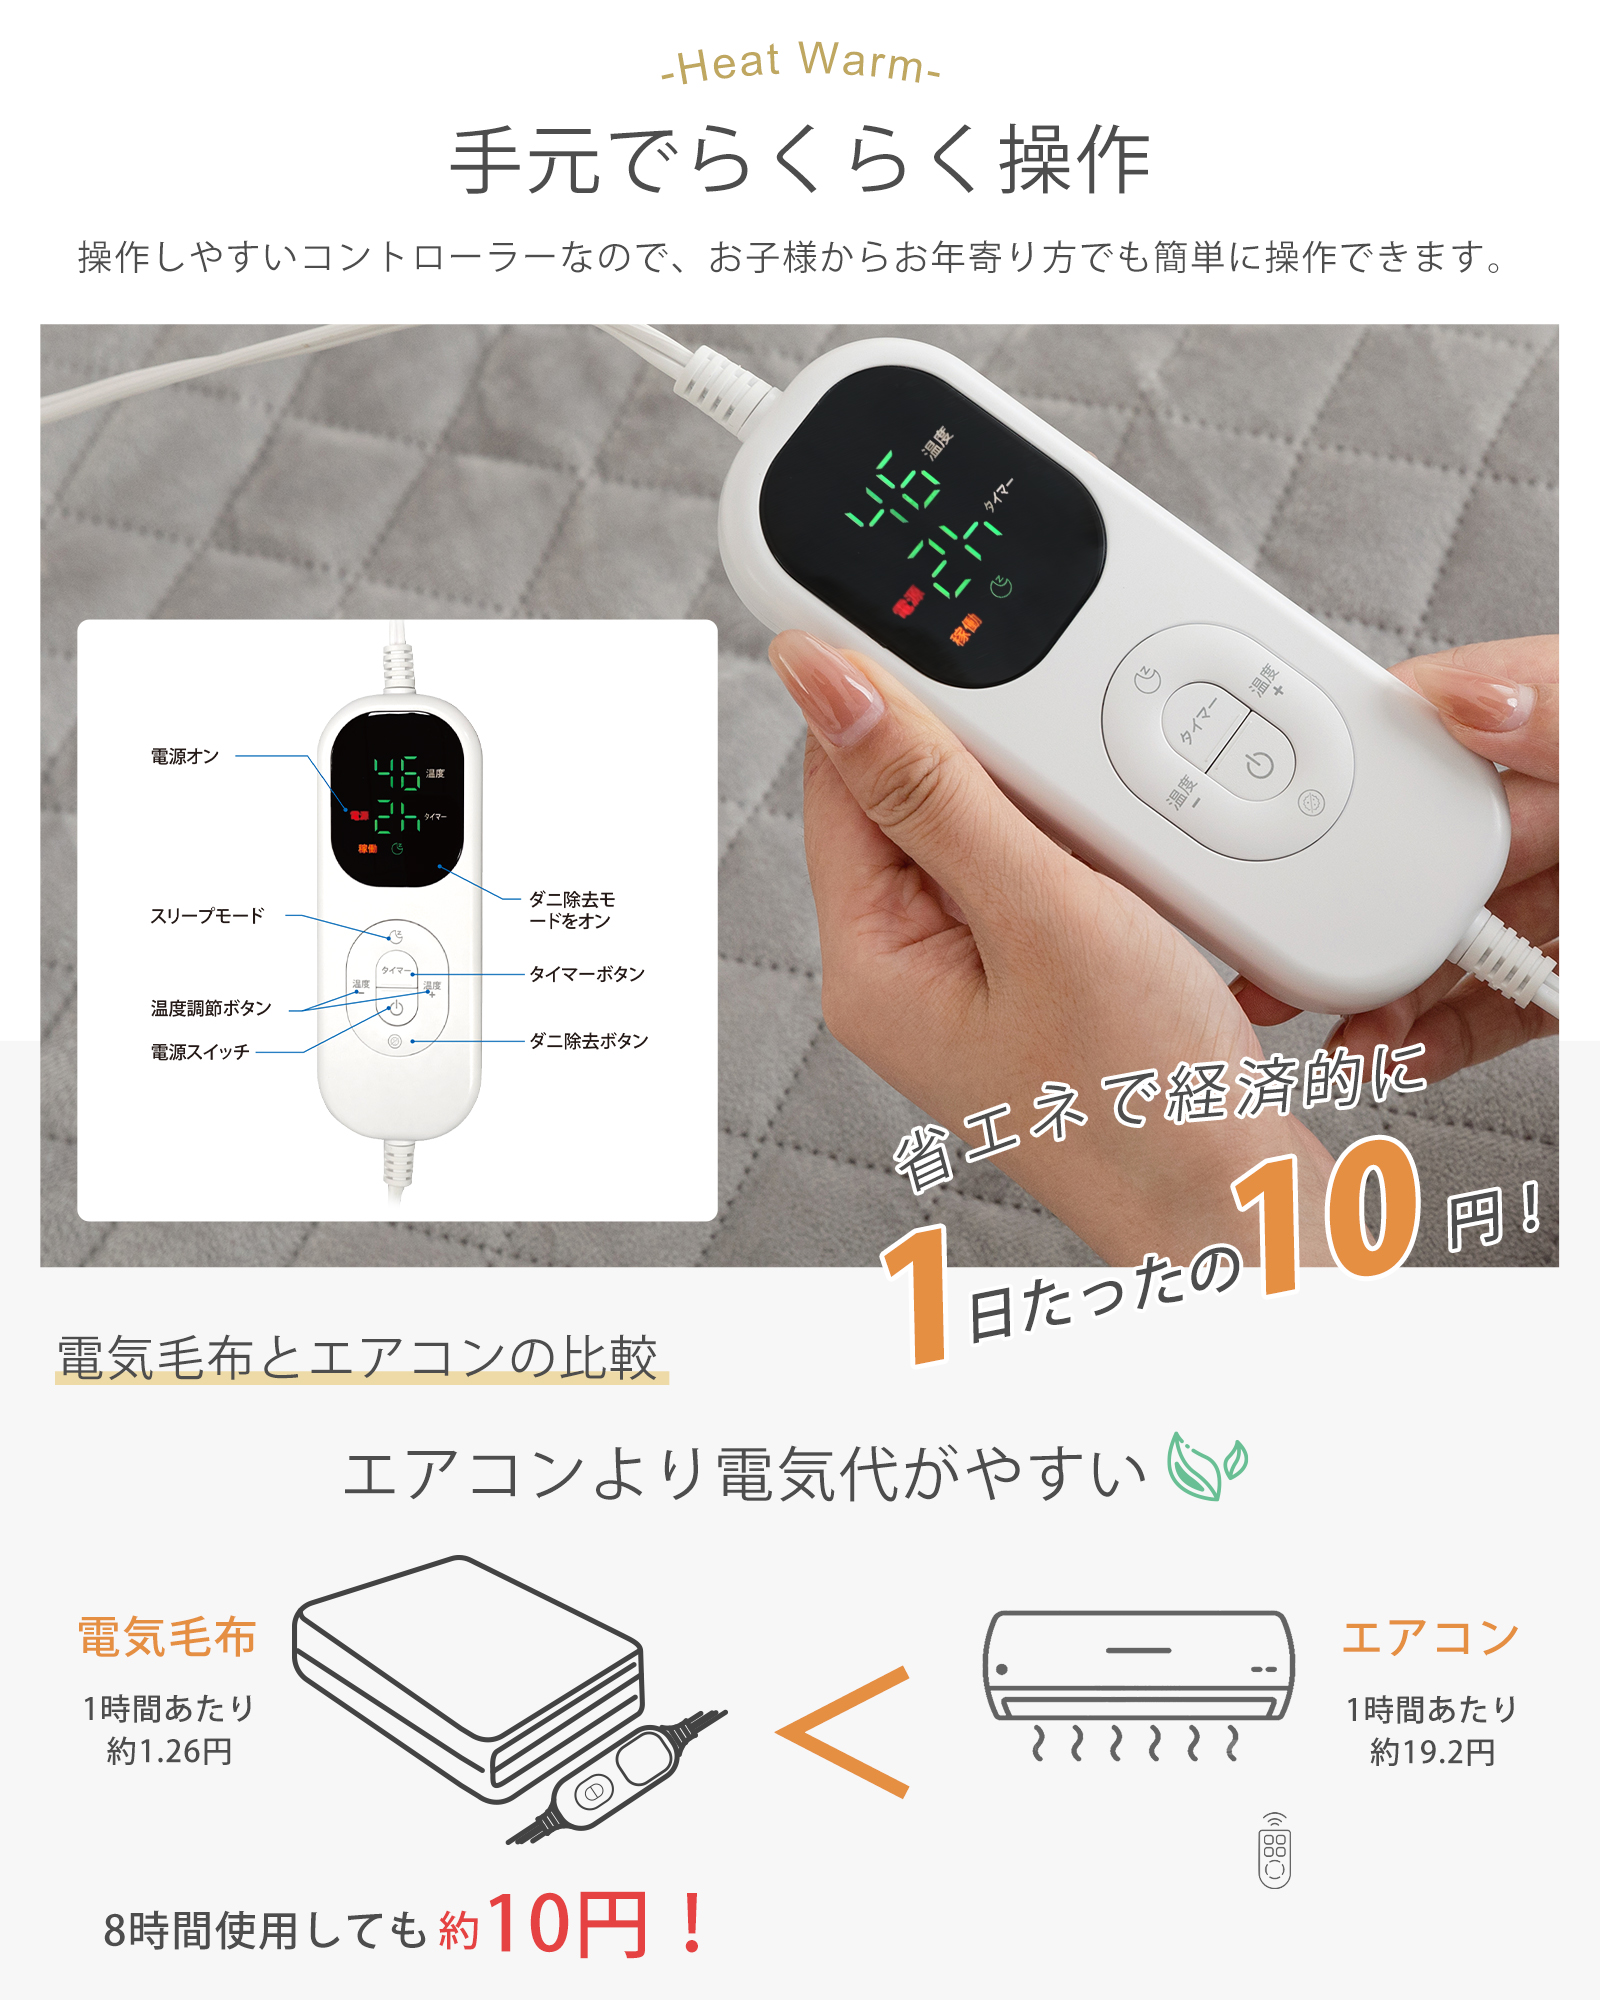 -Heat Warm-
手元でらくらく操作
操作しやすいコントローラーなので、お子様からお年寄り方でも簡単に操作できます。
46 温度
2h タイマー
電源
稼働
温度 +
タイマー
温度 -
電源オン
46 温度
電源 2h タイマー
稼働
スリープモード
ダニ除去モ
ードをオン
タイマー
タイマーボタン
温度 -
温度 +
温度調節ボタン
電源スイッチ
ダニ除去ボタン
省エネで経済的に
1日たったの10円!
電気毛布とエアコンの比較
エアコンより電気代がやすい
電気毛布
1時間あたり
約1.26円
<
エアコン
1時間あたり
約19.2円
8時間使用しても約10円!